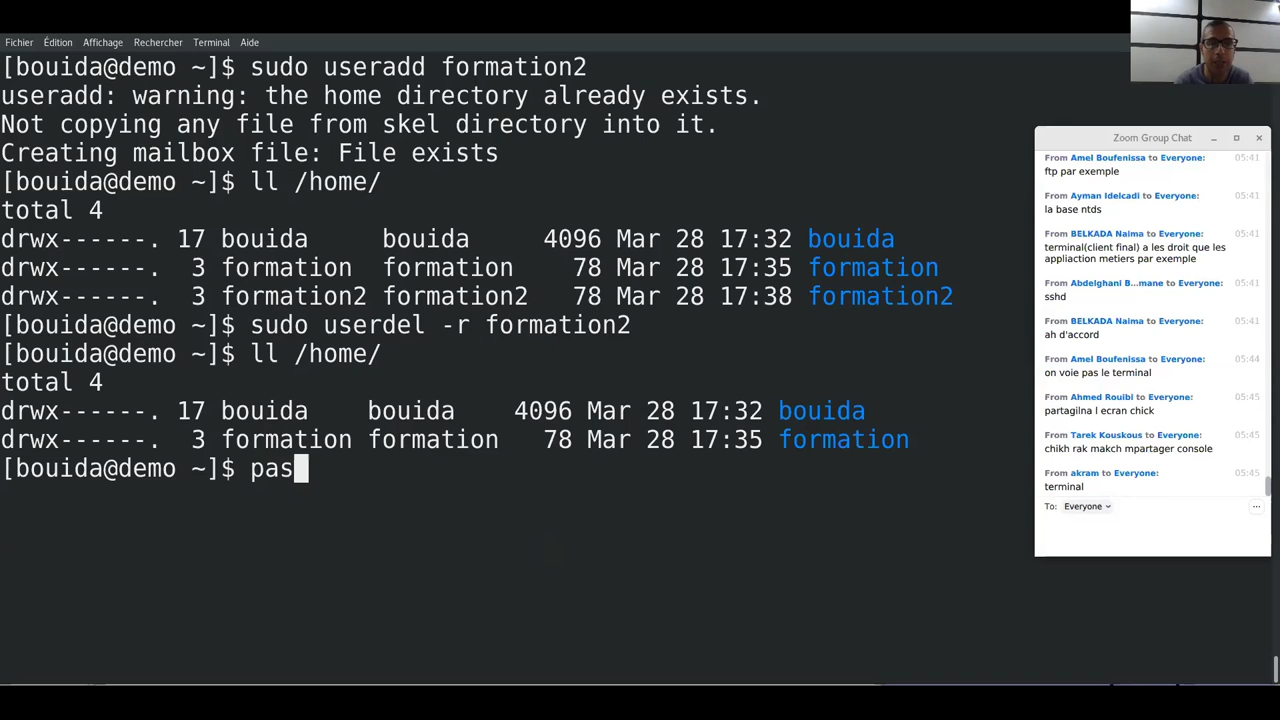 Fichier Édition Affichage Rechercher Terminal Aide
[bouida@demo ~]$ sudo useradd formation2
useradd: warning: the home directory already exists.
Not copying any file from skel directory into it.
Creating mailbox file: File exists
[bouida@demo ~]$ ll /home/
total 4
drwx------. 17 bouida bouida 4096 Mar 28 17:32 bouida
drwx------. 3 formation formation 78 Mar 28 17:35 formation
drwx------. 3 formation2 formation2 78 Mar 28 17:38 formation2
[bouida@demo ~]$ sudo userdel -r formation2
[bouida@demo ~]$ ll /home/
total 4
drwx------. 17 bouida bouida 4096 Mar 28 17:32 bouida
drwx------. 3 formation formation 78 Mar 28 17:35 formation
[bouida@demo ~]$ pas
Zoom Group Chat
From Amel Boufenissa to Everyone: 05:41
ftp par exemple
From Ayman Idelcadi to Everyone: 05:41
la base ntds
From BELKADA Naima to Everyone: 05:41
terminal(client final) a les droit que les
appliaction metiers par exemple
From Abdelghani B...mane to Everyone: 05:41
sshd
From BELKADA Naima to Everyone: 05:41
ah d'accord
From Amel Boufenissa to Everyone: 05:44
on voie pas le terminal
From Ahmed Rouibl to Everyone: 05:45
partagilna l ecran chick
From Tarek Kouskous to Everyone: 05:45
chikh rak makch mpartager console
From akram to Everyone: 05:45
terminal
To: Everyone